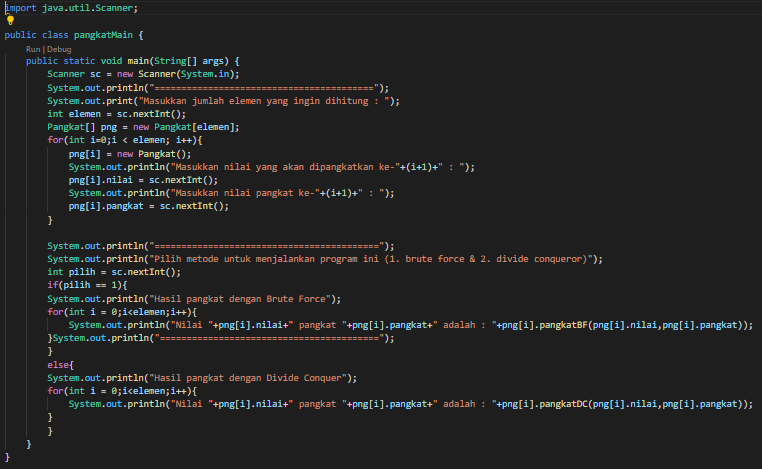 import java.util.Scanner;
public class pangkatMain {
Run | Debug
public static void main(String[] args) {
Scanner sc = new Scanner(System.in);
System.out.println("=========================================");
System.out.print("Masukkan jumlah elemen yang ingin dihitung : ");
int elemen = sc.nextInt();
Pangkat[] png = new Pangkat[elemen];
for(int i=0;i < elemen; i++){
png[i] = new Pangkat();
System.out.println("Masukkan nilai yang akan dipangkatkan ke-"+(i+1)+" : ");
png[i].nilai = sc.nextInt();
System.out.println("Masukkan nilai pangkat ke-"+(i+1)+" : ");
png[i].pangkat = sc.nextInt();
}
System.out.println("=========================================");
System.out.println("Pilih metode untuk menjalankan program ini (1. brute force & 2. divide conqueror)");
int pilih = sc.nextInt();
if(pilih == 1){
System.out.println("Hasil pangkat dengan Brute Force");
for(int i = 0;i<elemen;i++){
System.out.println("Nilai "+png[i].nilai+" pangkat "+png[i].pangkat+" adalah : "+png[i].pangkatBF(png[i].nilai,png[i].pangkat));
}System.out.println("=========================================");
}
else{
System.out.println("Hasil pangkat dengan Divide Conquer");
for(int i = 0;i<elemen;i++){
System.out.println("Nilai "+png[i].nilai+" pangkat "+png[i].pangkat+" adalah : "+png[i].pangkatDC(png[i].nilai,png[i].pangkat));
}
}
}
}